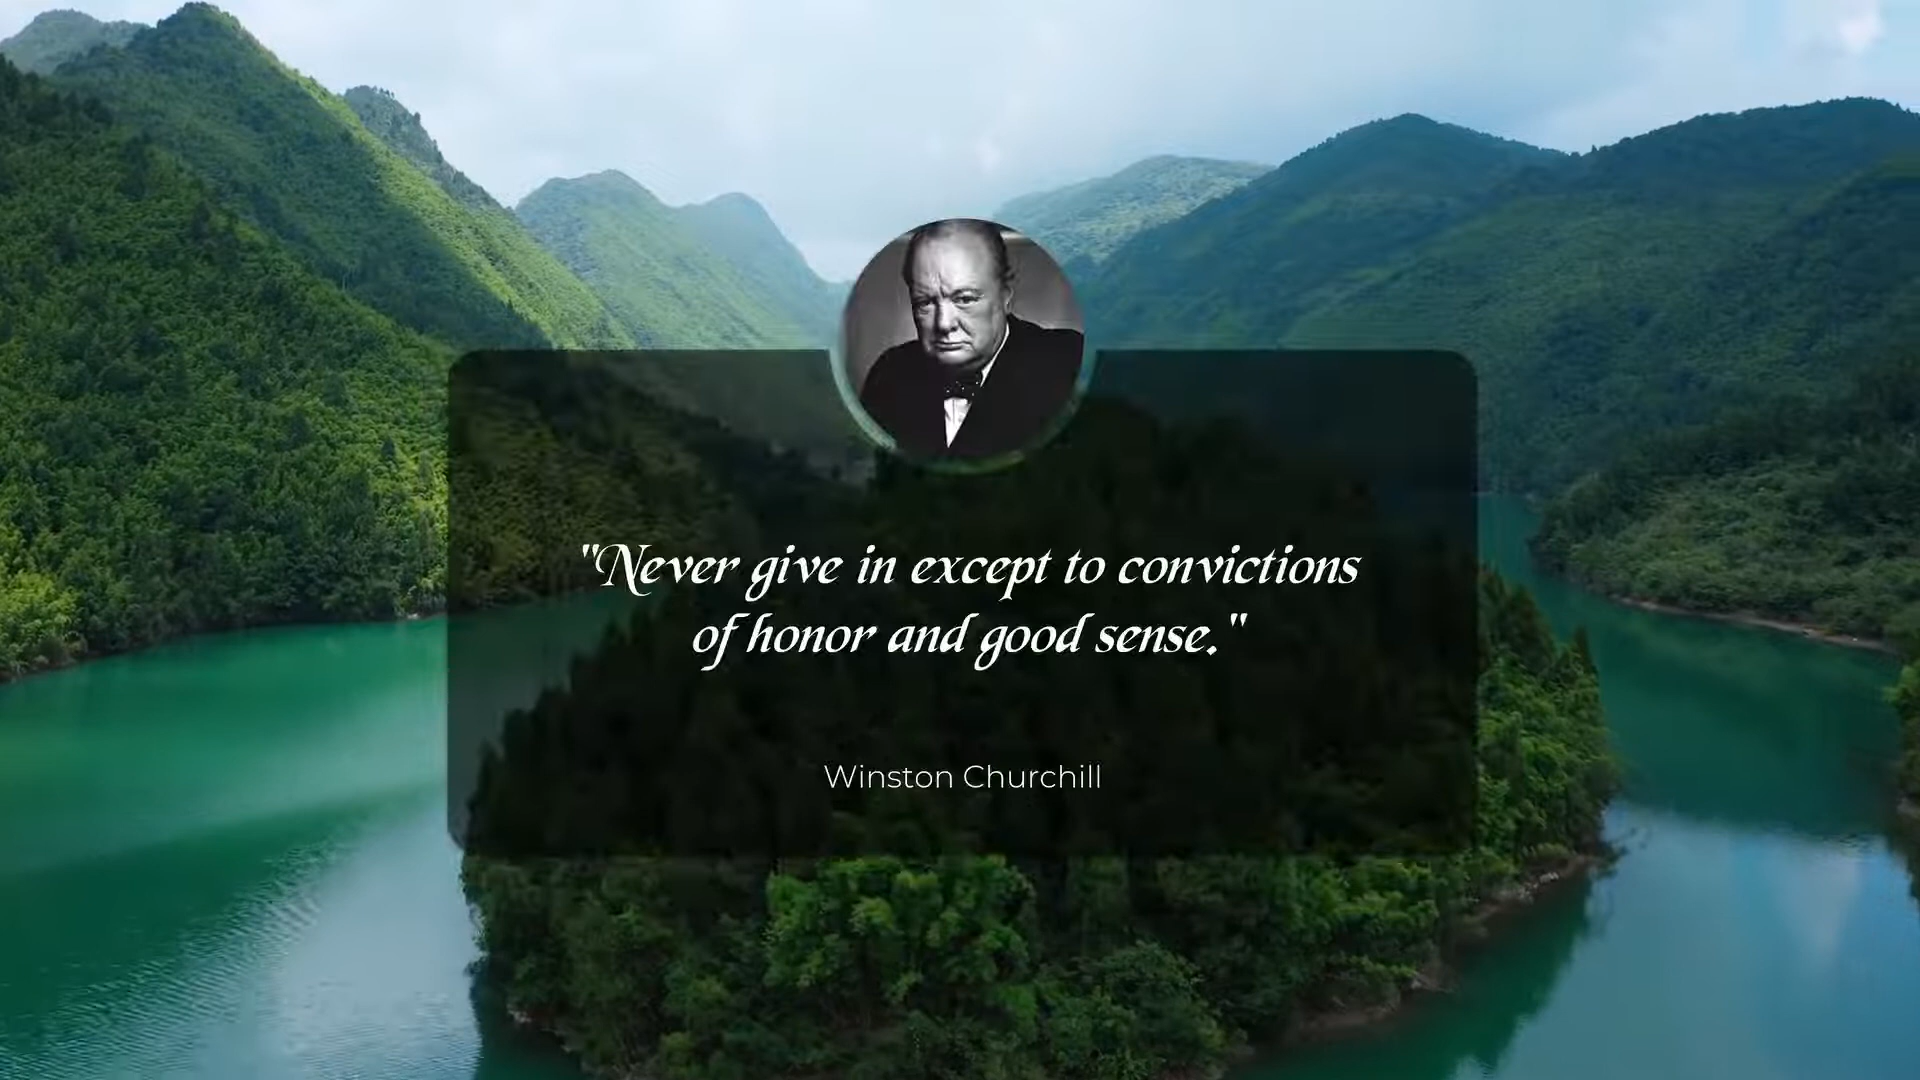 "Never give in except to convictions
of honor and good sense."
Winston Churchill